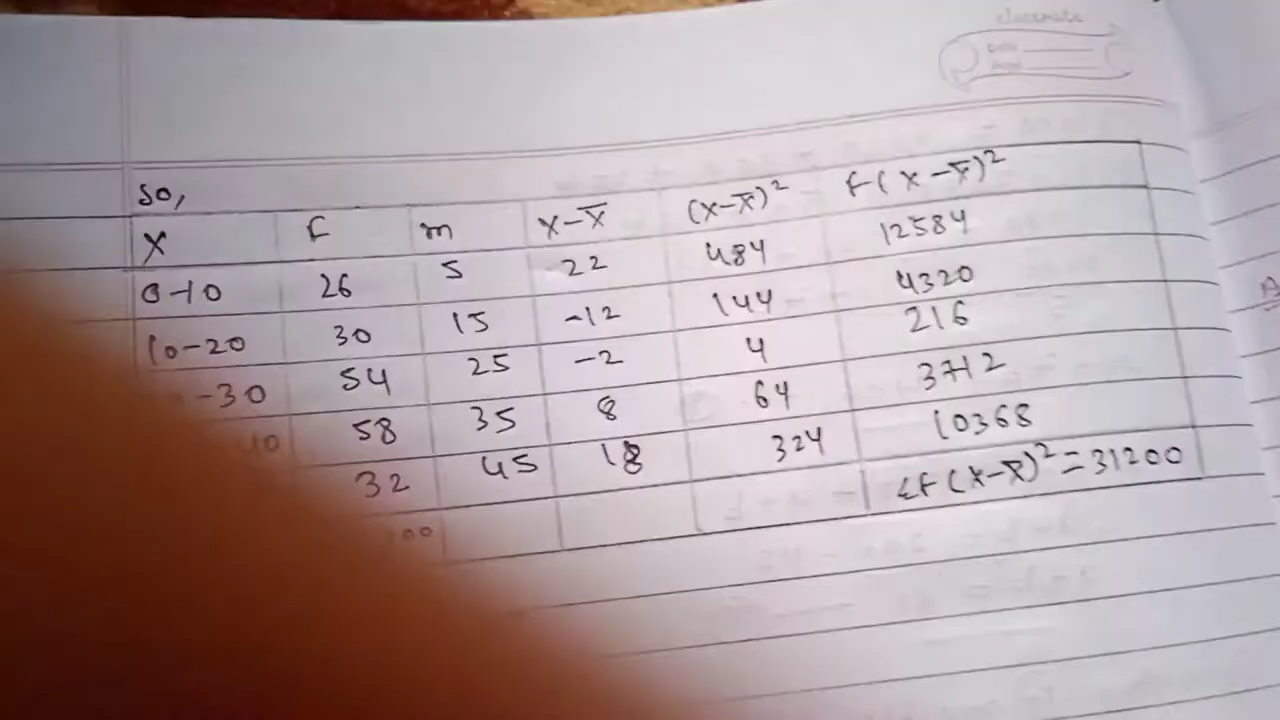 so,
X F m X-X̄ (X-X̄)² F(X-X̄)²
0-10 26 5 22 484 12584
10-20 30 15 -12 144 4320
-30 54 25 -2 4 216
58 35 8 64 3712
32 45 18 324 10368
00 ΣF(X-X̄)²=31200